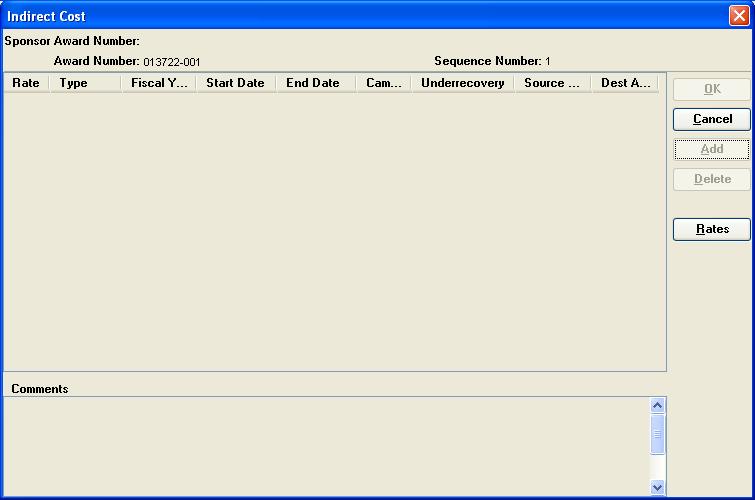 Indirect Cost
Sponsor Award Number:
Award Number: 013722-001 Sequence Number: 1
Rate Type Fiscal Y... Start Date End Date Cam... Underrecovery Source ... Dest A...
OK
Cancel
Add
Delete
Rates
Comments